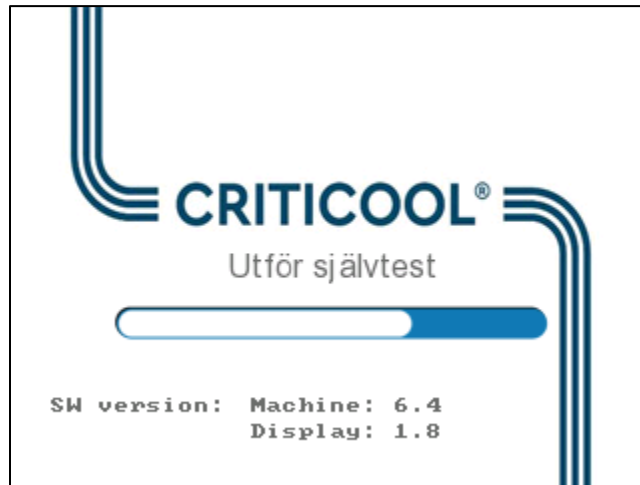 CRITICOOL®
Utför självtest
SW version: Machine: 6.4
Display: 1.8